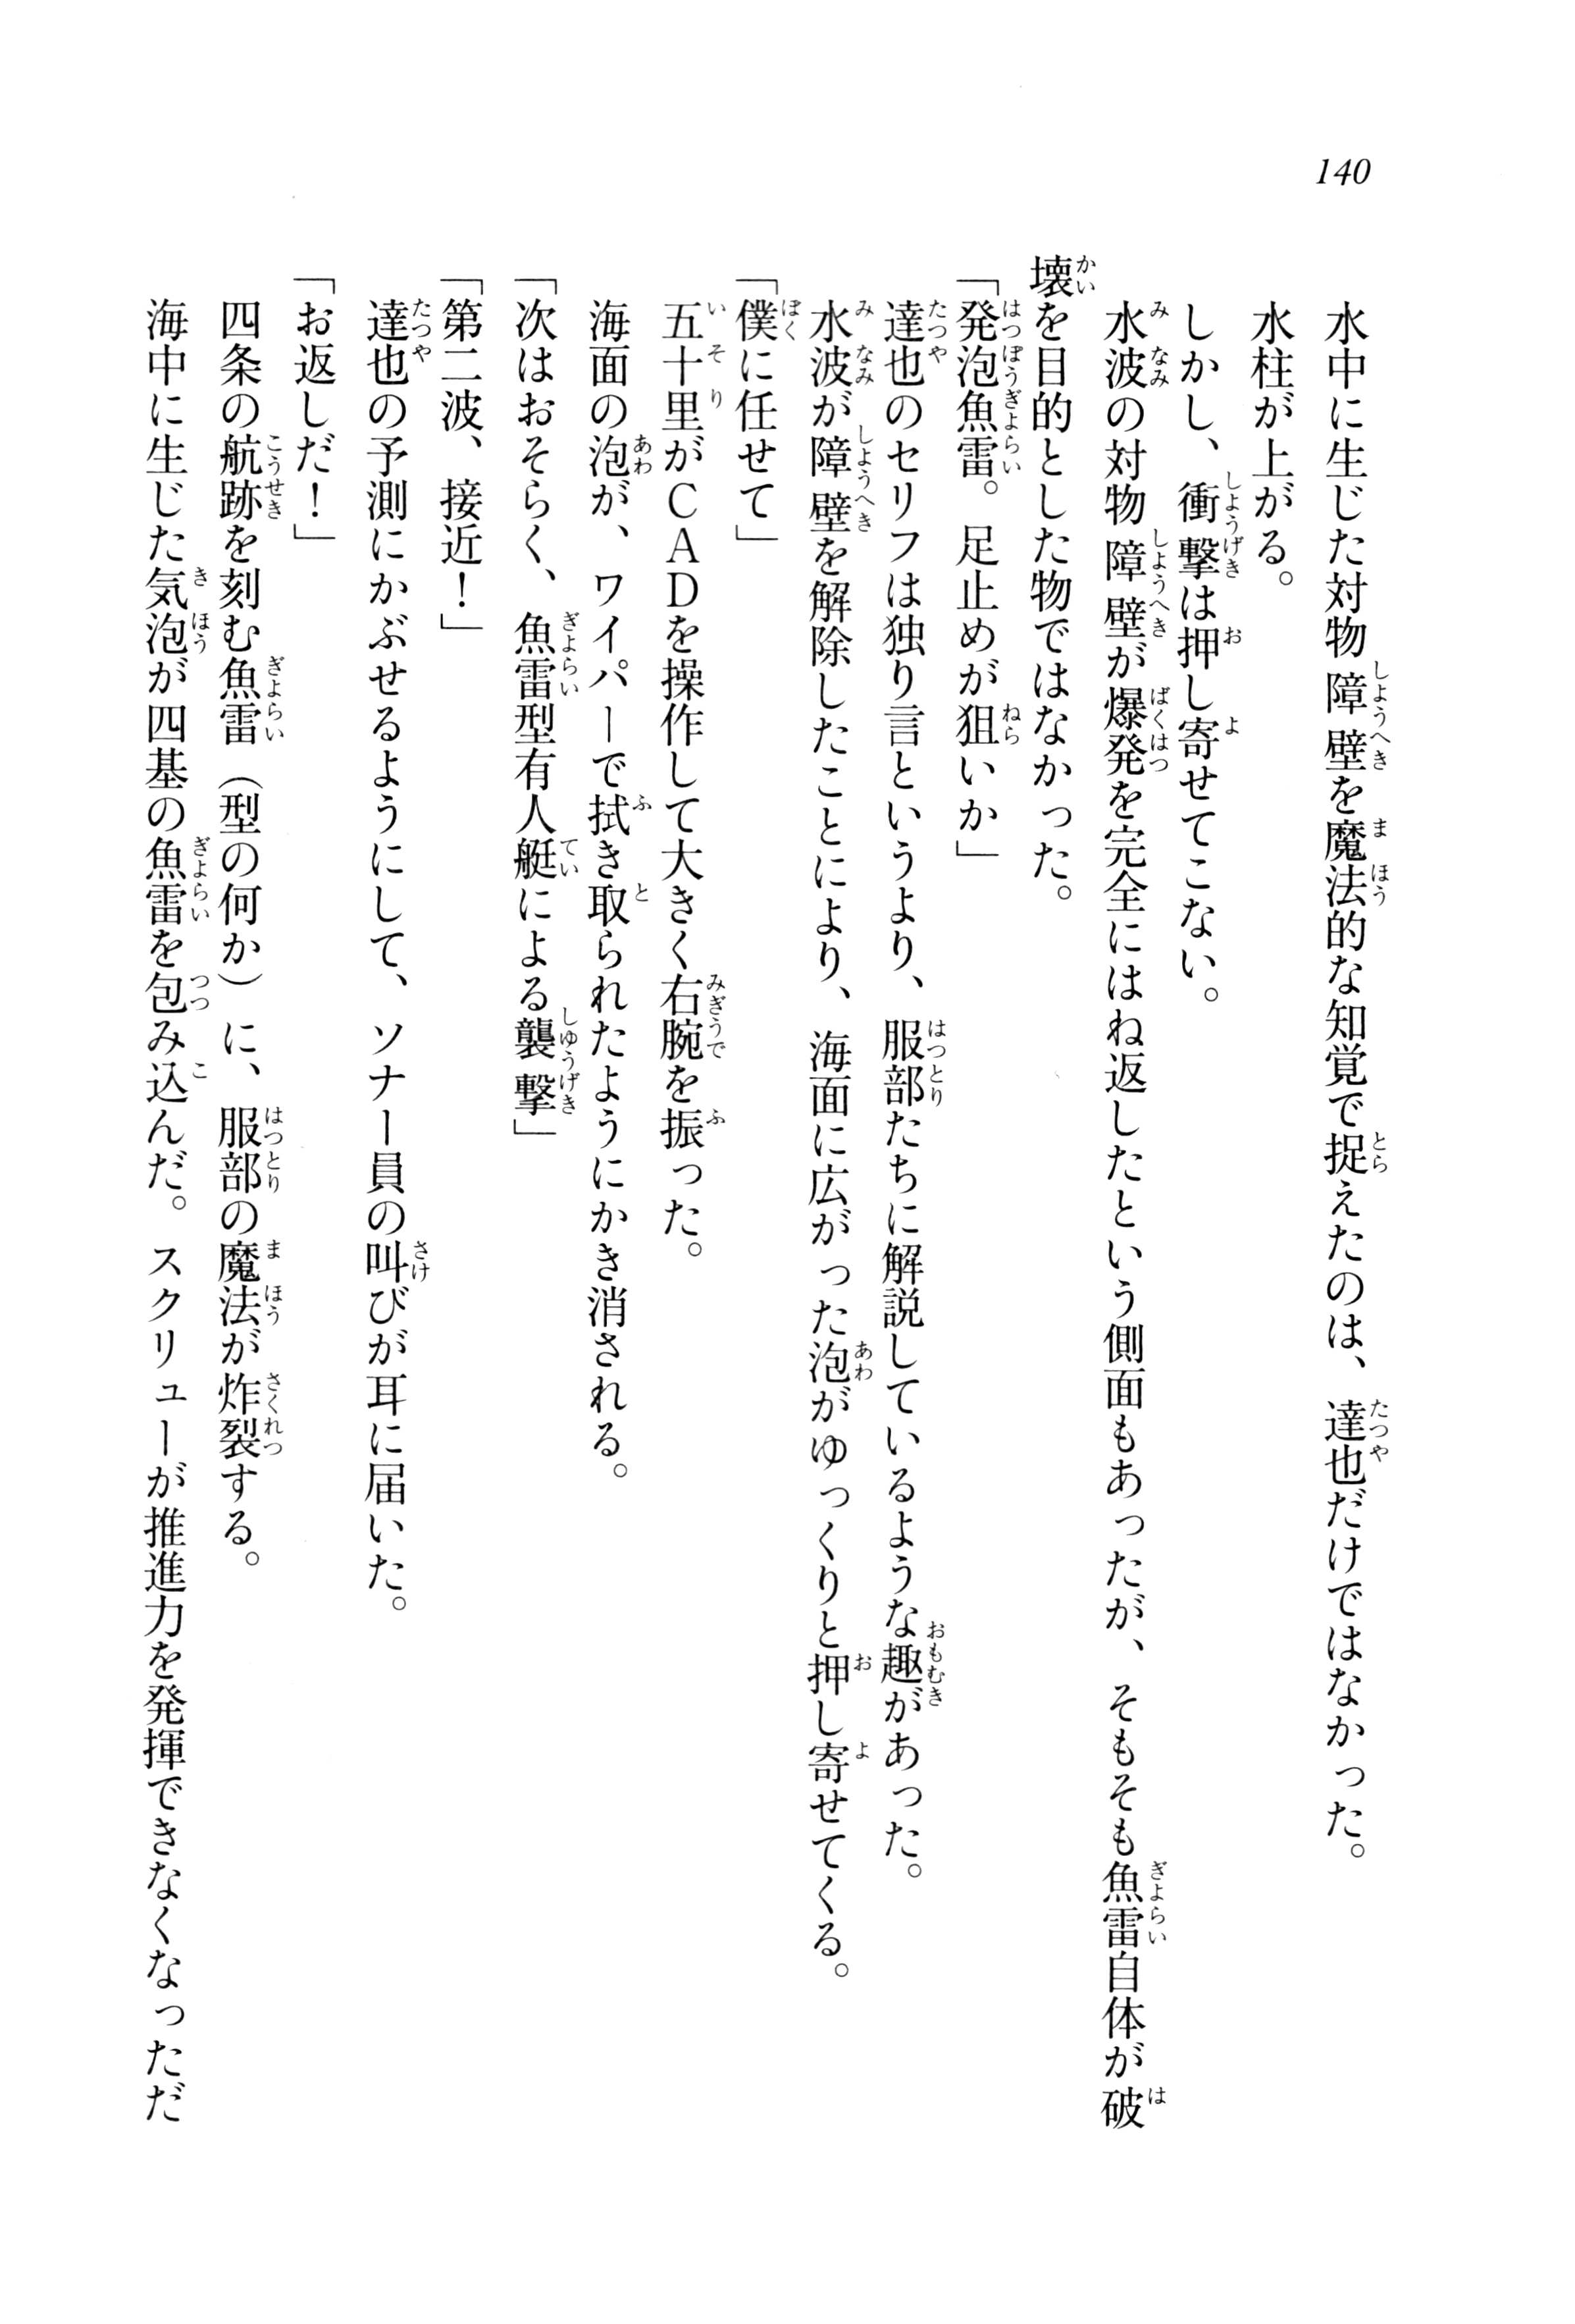 140
水中に生じた対物障壁を魔法的な知覚で捉えたのは、達也だけではなかった。
水柱が上がる。
しかし、衝撃は押し寄せてこない。
水波の対物障壁が爆発を完全にはね返したという側面もあったが、そもそも魚雷自体が破
壊を目的とした物ではなかった。
「発泡魚雷。足止めが狙いか」
達也のセリフは独り言というより、服部たちに解説しているような趣があった。
水波が障壁を解除したことにより、海面に広がった泡がゆっくりと押し寄せてくる。
「僕に任せて」
五十里がCADを操作して大きく右腕を振った。
海面の泡が、ワイパーで拭き取られたようにかき消される。
「次はおそらく、魚雷型有人艇による襲撃」
「第二波、接近！」
達也の予測にかぶせるようにして、ソナー員の叫びが耳に届いた。
「お返しだ！」
四条の航跡を刻む魚雷（型の何か）に、服部の魔法が炸裂する。
海中に生じた気泡が四基の魚雷を包み込んだ。スクリューが推進力を発揮できなくなっただ